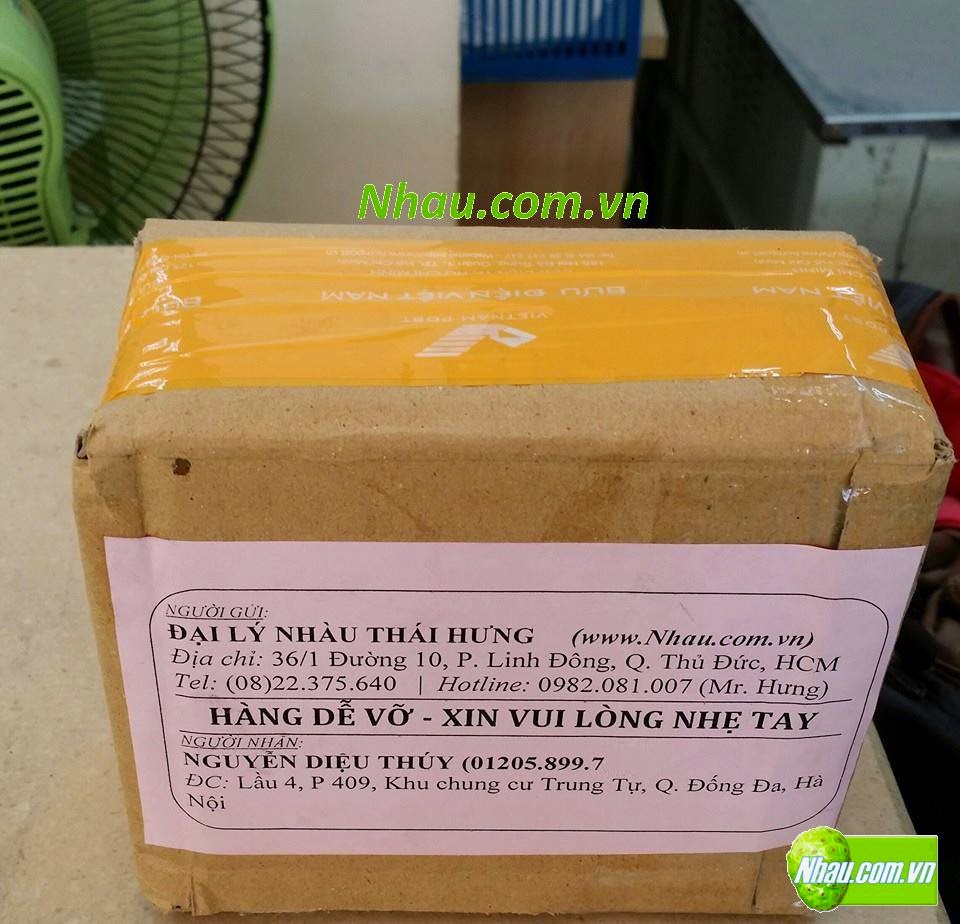 Nhau.com.vn
BƯU ĐIỆN VIỆT NAM
VIỆT NAM
VIETNAM POST
NGƯỜI GỬI:
ĐẠI LÝ NHÀU THÁI HƯNG (www.Nhau.com.vn)
Địa chỉ: 36/1 Đường 10, P. Linh Đông, Q. Thủ Đức, HCM
Tel: (08)22.375.640 | Hotline: 0982.081.007 (Mr. Hưng)
HÀNG DỄ VỠ - XIN VUI LÒNG NHẸ TAY
NGƯỜI NHẬN:
NGUYỄN DIỆU THÚY (01205.899.7
ĐC: Lầu 4, P 409, Khu chung cư Trung Tự, Q. Đống Đa, Hà
Nội
Nhau.com.vn